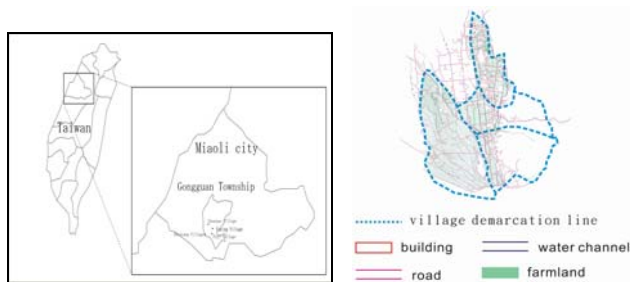 Taiwan
Miaoli city
Gongguan Township
village demarcation line
building
water channel
road
farmland